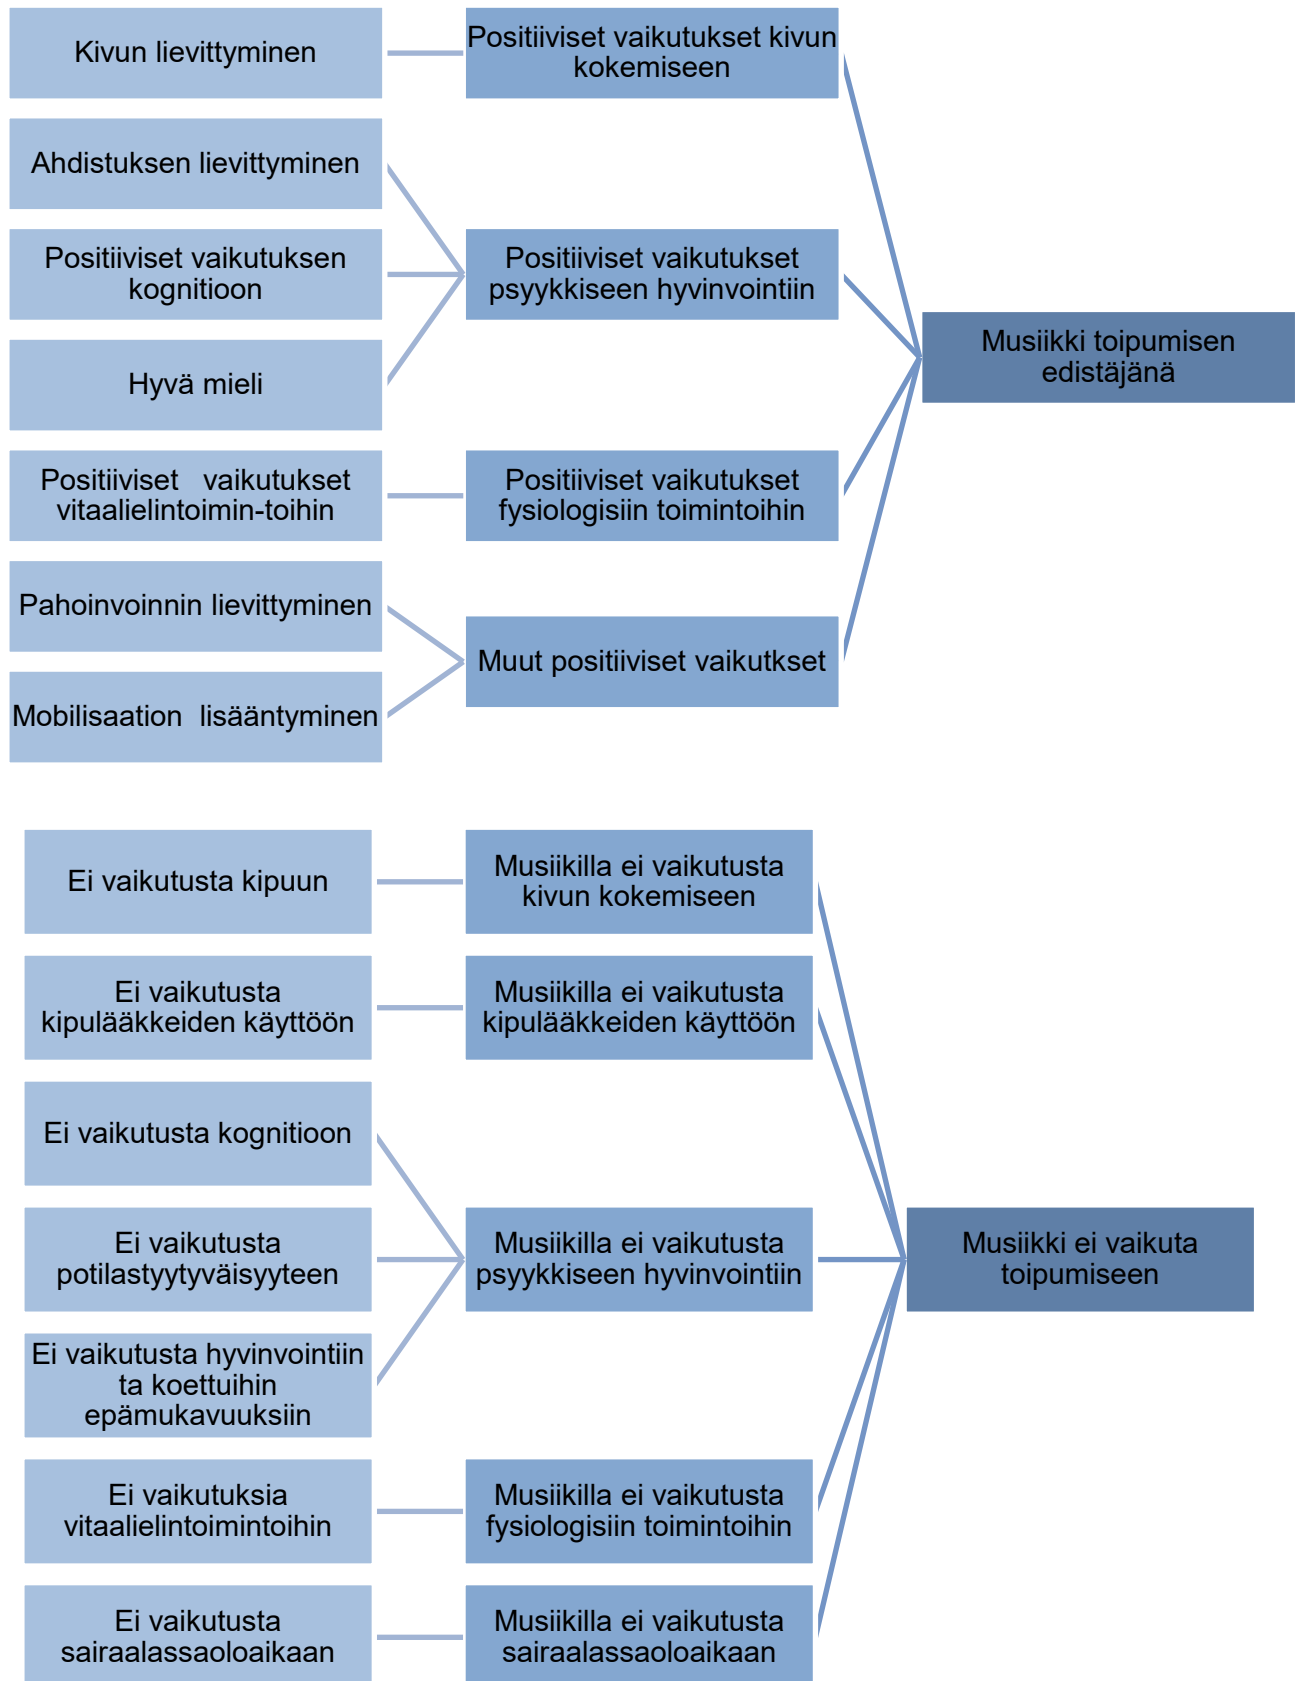 Kivun lievittyminen
Positiiviset vaikutukset kivun
kokemiseen
Ahdistuksen lievittyminen
Positiiviset vaikutuksen
kognitioon
Positiiviset vaikutukset
psyykkiseen hyvinvointiin
Hyvä mieli
Musiikki toipumisen
edistäjänä
Positiiviset vaikutukset
vitaalielintoimin-toihin
Positiiviset vaikutukset
fysiologisiin toimintoihin
Pahoinvoinnin lievittyminen
Muut positiiviset vaikutkset
Mobilisaation lisääntyminen
Ei vaikutusta kipuun
Musiikilla ei vaikutusta
kivun kokemiseen
Ei vaikutusta
kipulääkkeiden käyttöön
Musiikilla ei vaikutusta
kipulääkkeiden käyttöön
Ei vaikutusta kognitioon
Ei vaikutusta
potilastyytyväisyyteen
Musiikilla ei vaikutusta
psyykkiseen hyvinvointiin
Musiikki ei vaikuta
toipumiseen
Ei vaikutusta hyvinvointiin
ta koettuihin
epämukavuuksiin
Ei vaikutuksia
vitaalielintoimintoihin
Musiikilla ei vaikutusta
fysiologisiin toimintoihin
Ei vaikutusta
sairaalassaoloaikaan
Musiikilla ei vaikutusta
sairaalassaoloaikaan